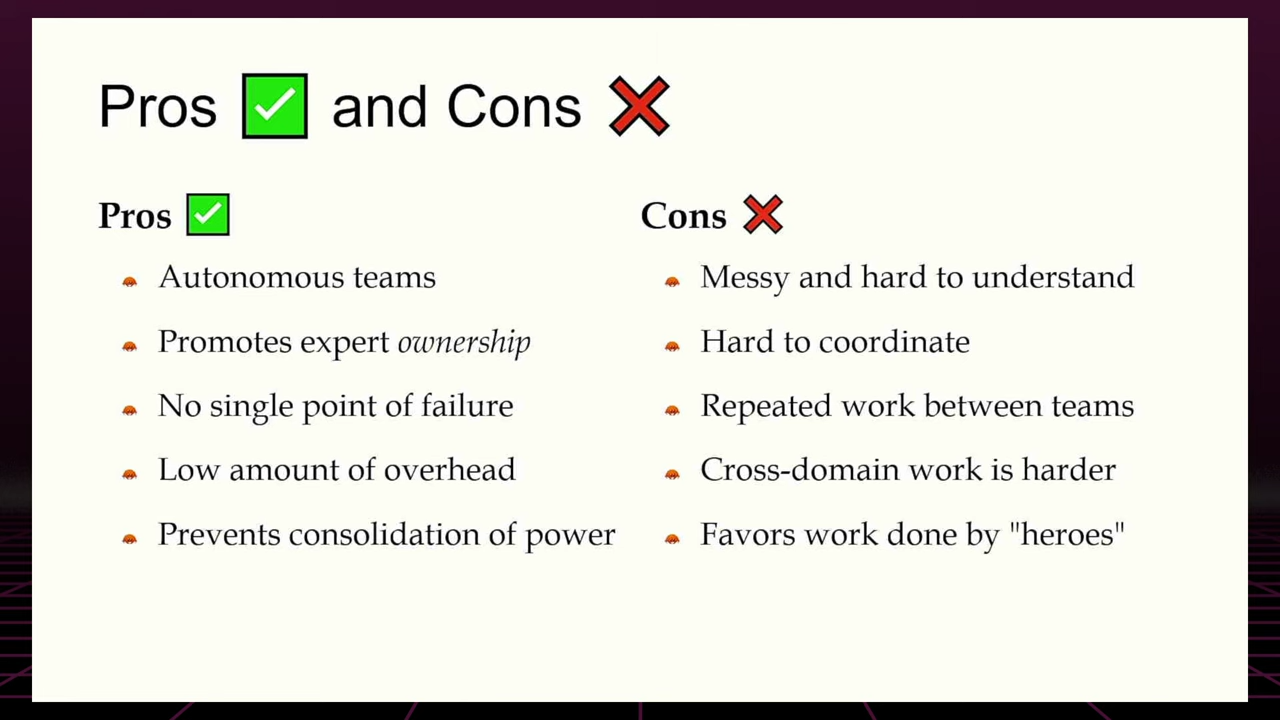 Pros ✅ and Cons ❌
Pros ✅
Autonomous teams
Promotes expert ownership
No single point of failure
Low amount of overhead
Prevents consolidation of power
Cons ❌
Messy and hard to understand
Hard to coordinate
Repeated work between teams
Cross-domain work is harder
Favors work done by "heroes"